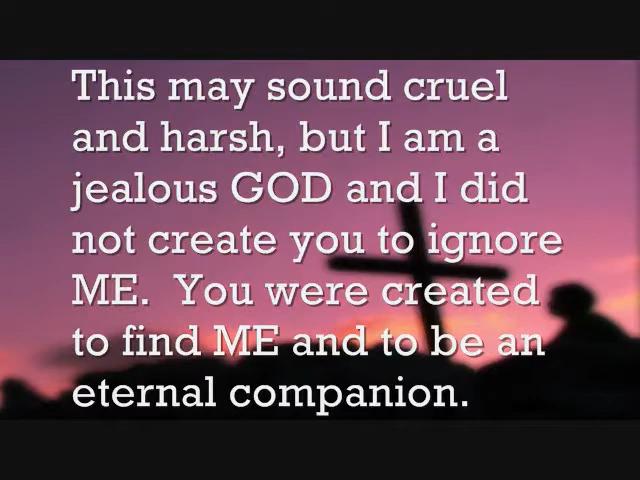 This may sound cruel
and harsh, but I am a
jealous GOD and I did
not create you to ignore
ME.  You were created
to find ME and to be an
eternal companion.